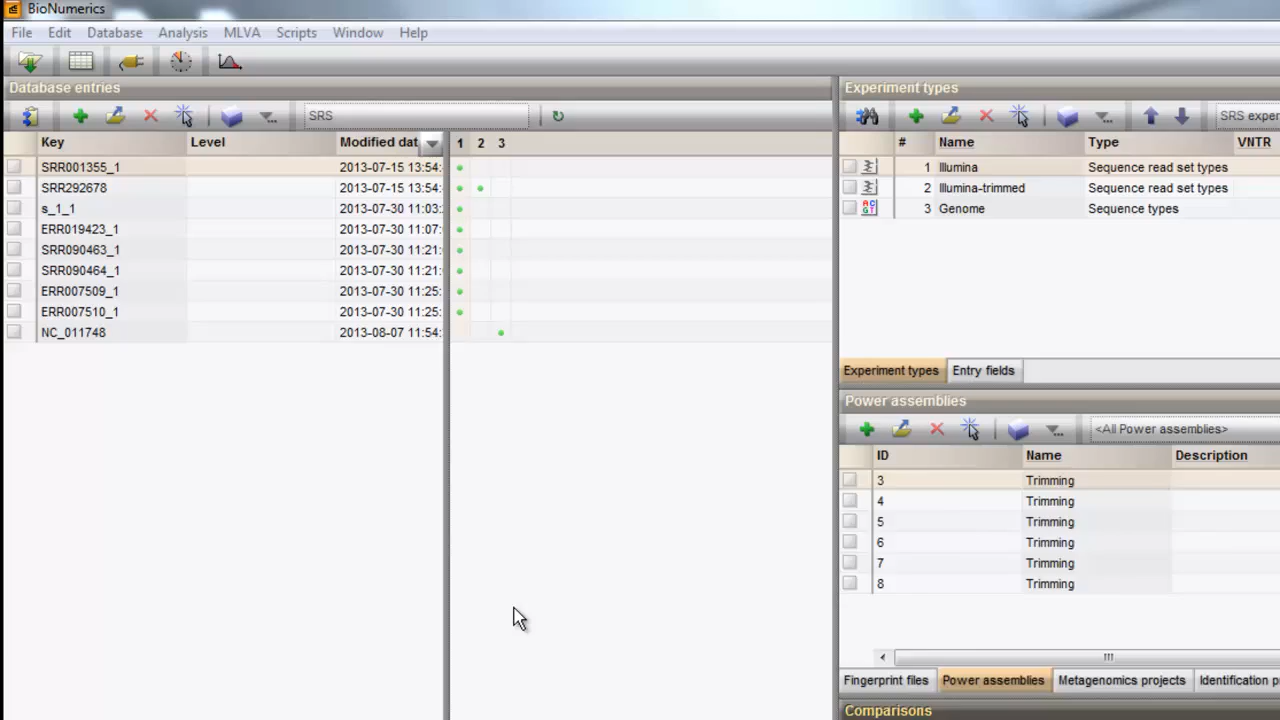 BioNumerics
File Edit Database Analysis MLVA Scripts Window Help
Database entries
SRS
Key Level Modified dat 1 2 3
SRR001355_1 2013-07-15 13:54:
SRR292678 2013-07-15 13:54:
s_1_1 2013-07-30 11:03:
ERR019423_1 2013-07-30 11:07:
SRR090463_1 2013-07-30 11:21:
SRR090464_1 2013-07-30 11:21:
ERR007509_1 2013-07-30 11:25:
ERR007510_1 2013-07-30 11:25:
NC_011748 2013-08-07 11:54:
Experiment types
SRS exper
# Name Type VNTR
1 Illumina Sequence read set types
2 Illumina-trimmed Sequence read set types
3 Genome Sequence types
Experiment types Entry fields
Power assemblies
<All Power assemblies>
ID Name Description
3 Trimming
4 Trimming
5 Trimming
6 Trimming
7 Trimming
8 Trimming
Fingerprint files Power assemblies Metagenomics projects Identification p
Comparisons